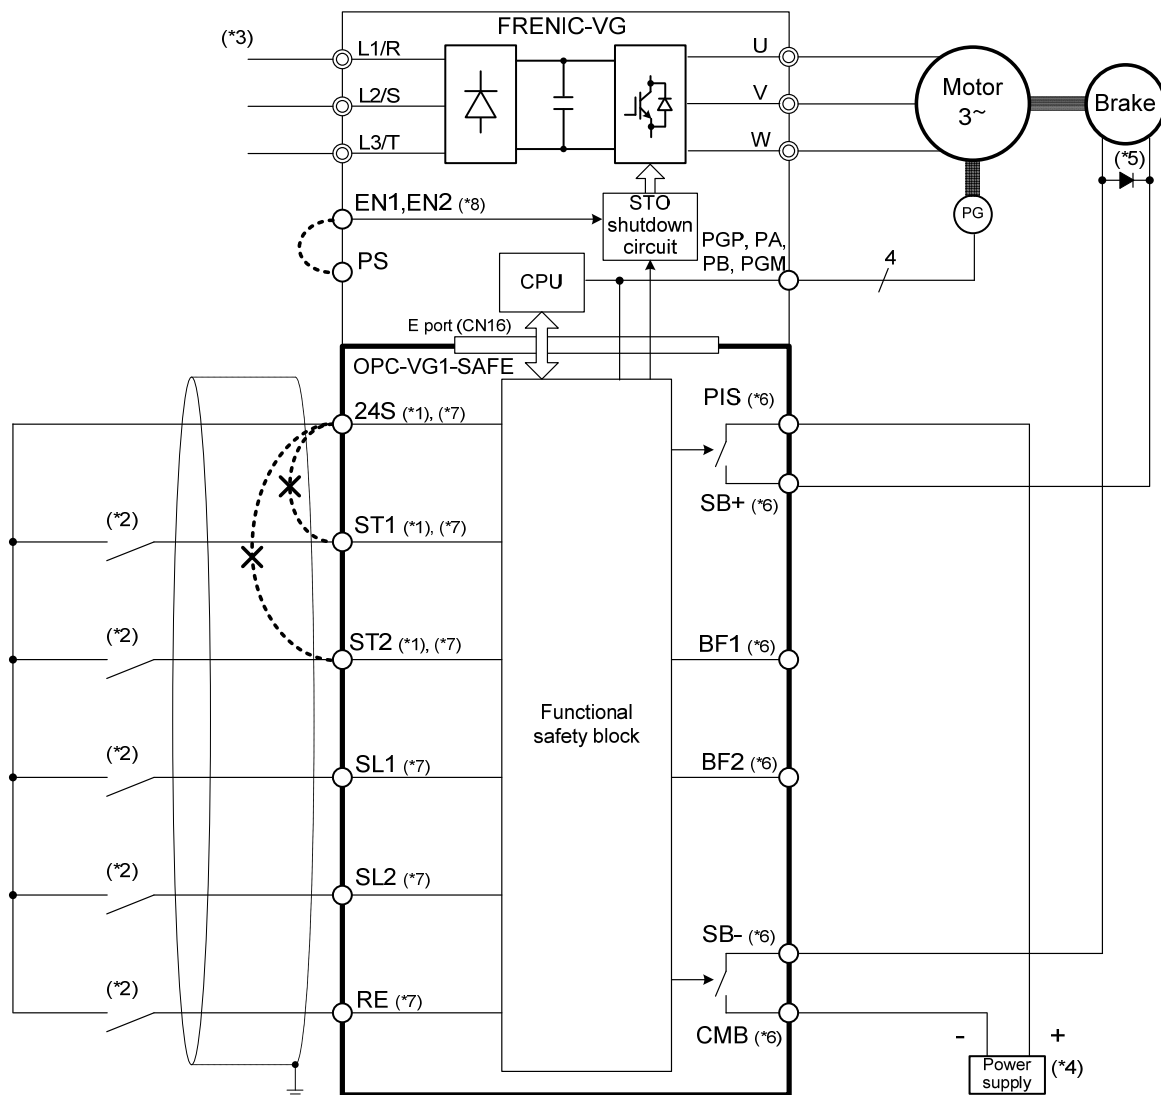 FRENIC-VG
(*3)
L1/R
U
L2/S
V
L3/T
W
Motor
3~
Brake
(*5)
EN1,EN2 (*8)
STO
shutdown
circuit
PG
PS
PGP, PA,
PB, PGM
4
CPU
E port (CN16)
OPC-VG1-SAFE
24S (*1), (*7)
PIS (*6)
SB+ (*6)
(*2)
ST1 (*1), (*7)
(*2)
ST2 (*1), (*7)
BF1 (*6)
Functional
safety block
(*2)
SL1 (*7)
BF2 (*6)
(*2)
SL2 (*7)
SB- (*6)
(*2)
RE (*7)
CMB (*6)
- +
Power
supply
(*4)